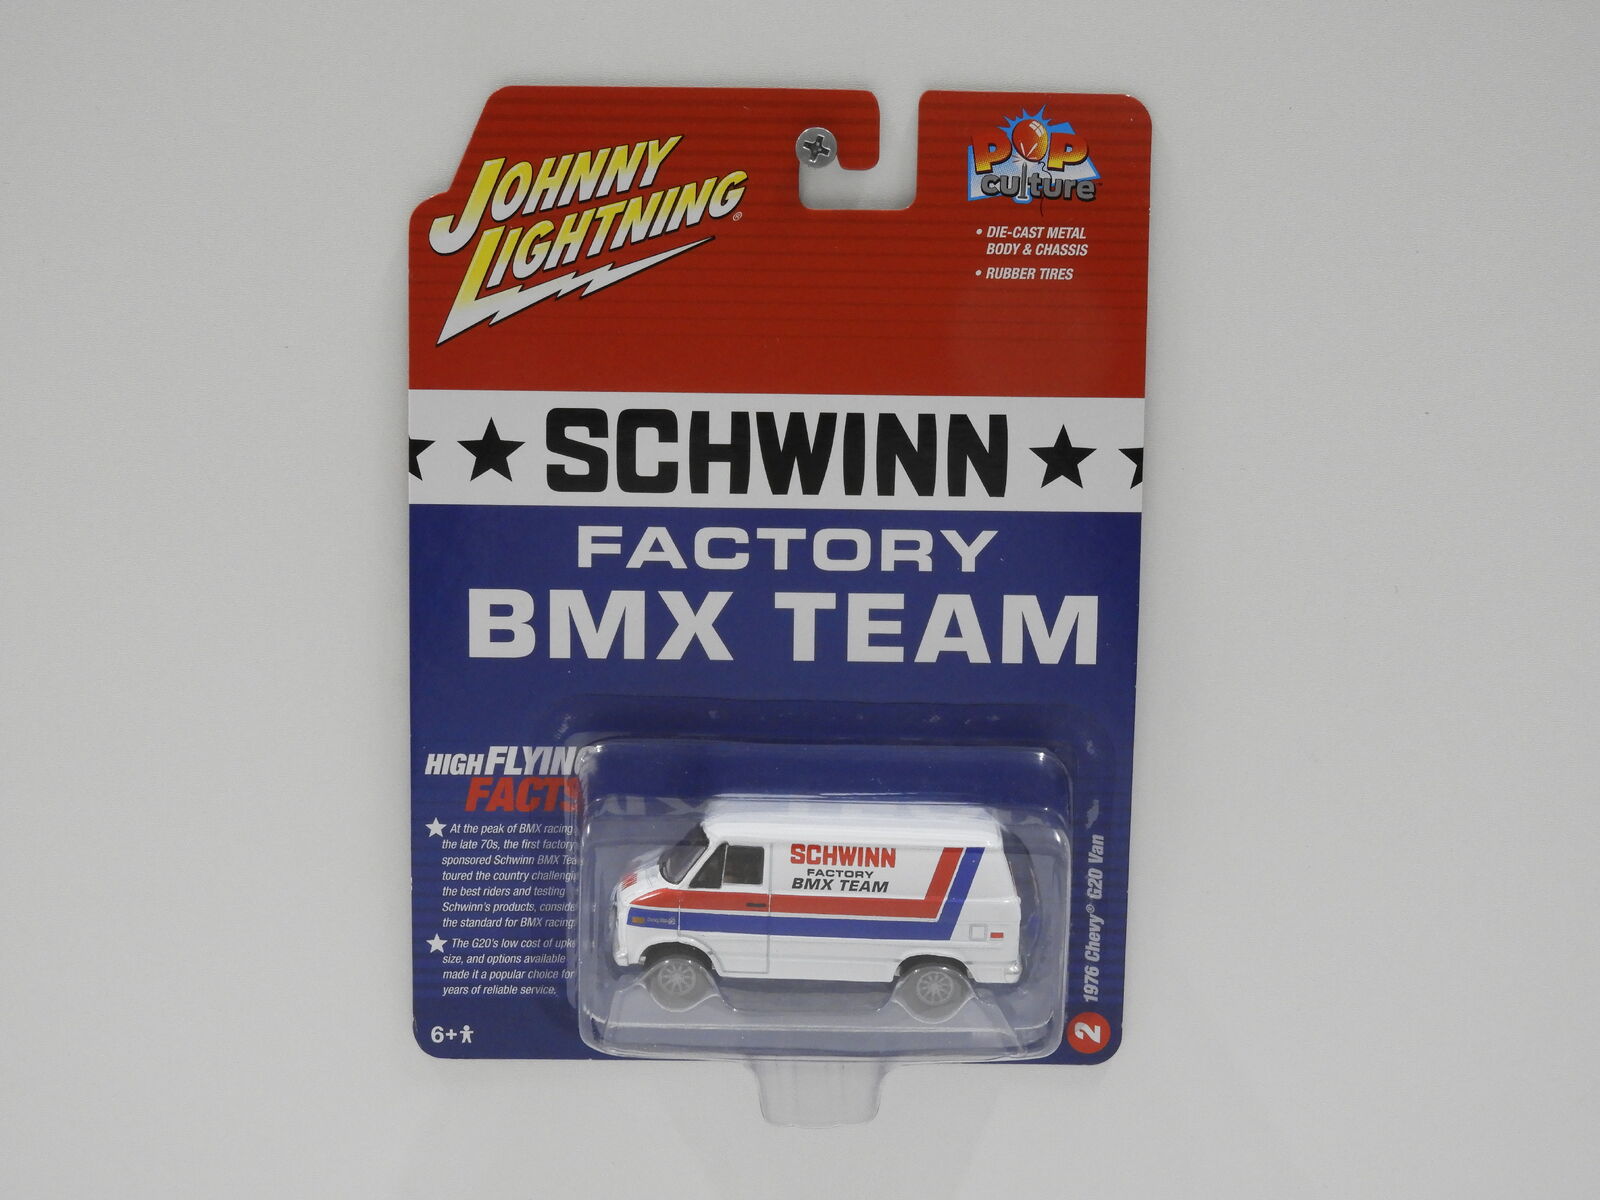 JOHNNY
LIGHTNING®
POP
culture™
• DIE-CAST METAL
BODY & CHASSIS
• RUBBER TIRES
SCHWINN
FACTORY
BMX TEAM
HIGH FLYING
FACTS
At the peak of BMX racing
the late 70s, the first factory
sponsored Schwinn BMX Tea
toured the country challengi
the best riders and testing
Schwinn's products, conside
the standard for BMX racing
The G20's low cost of upk
size, and options available
made it a popular choice for
years of reliable service.
6+
SCHWINN
FACTORY
BMX TEAM
1976 Chevy® G20 Van
2